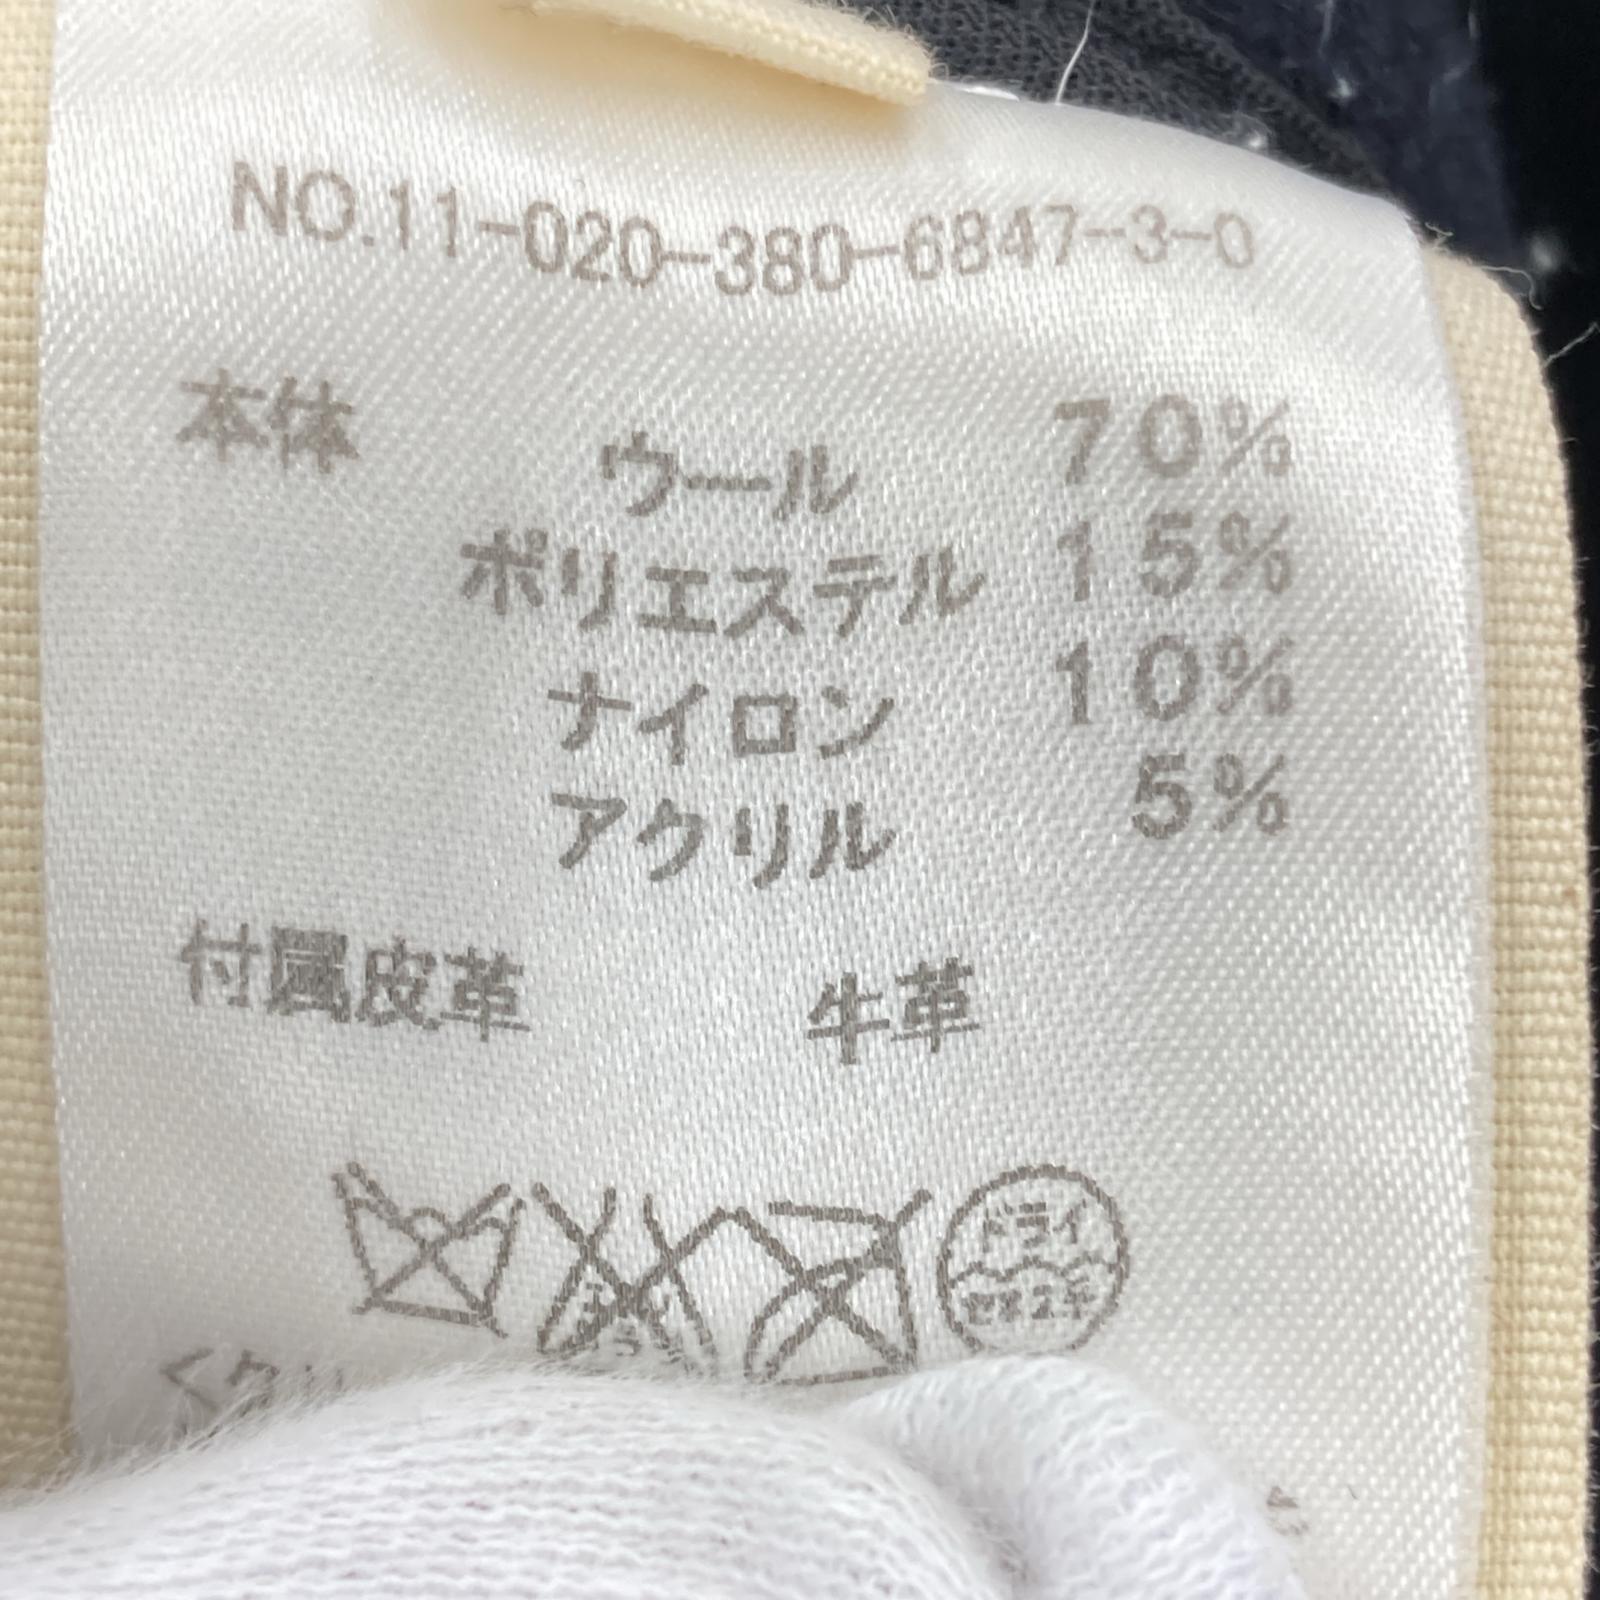 NO.11-020-380-6847-3-0
本体
ウール 70%
ポリエステル 15%
ナイロン 10%
アクリル 5%
付属皮革 牛革
ドライ